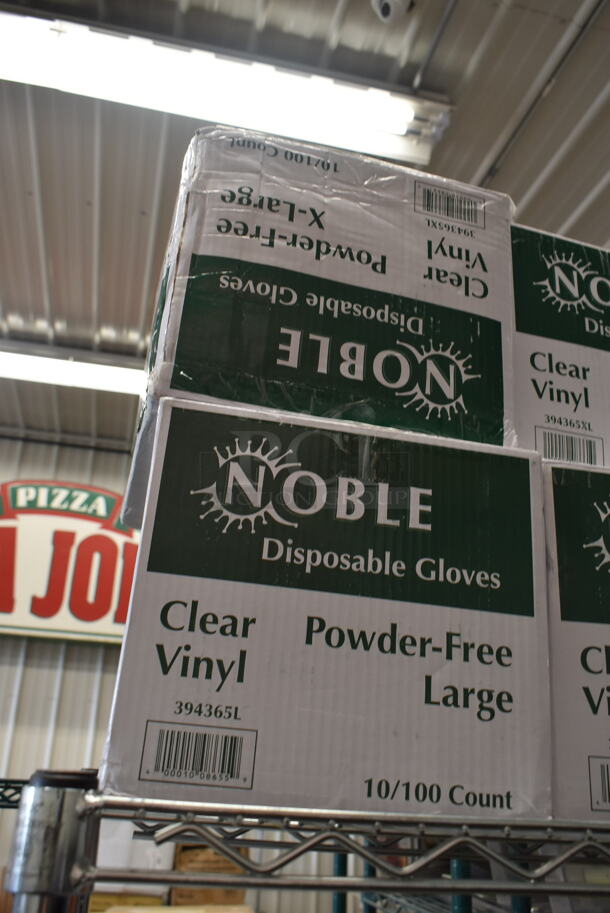 10/100 Count
X-Large
Powder-Free
394365XL
Clear
Vinyl
Disposable Gloves
NOBLE
Clear
Vinyl
394365XL
PIZZA
NOBLE
Disposable Gloves
Clear
Vinyl
Powder-Free
Large
394365L
10/100 Count